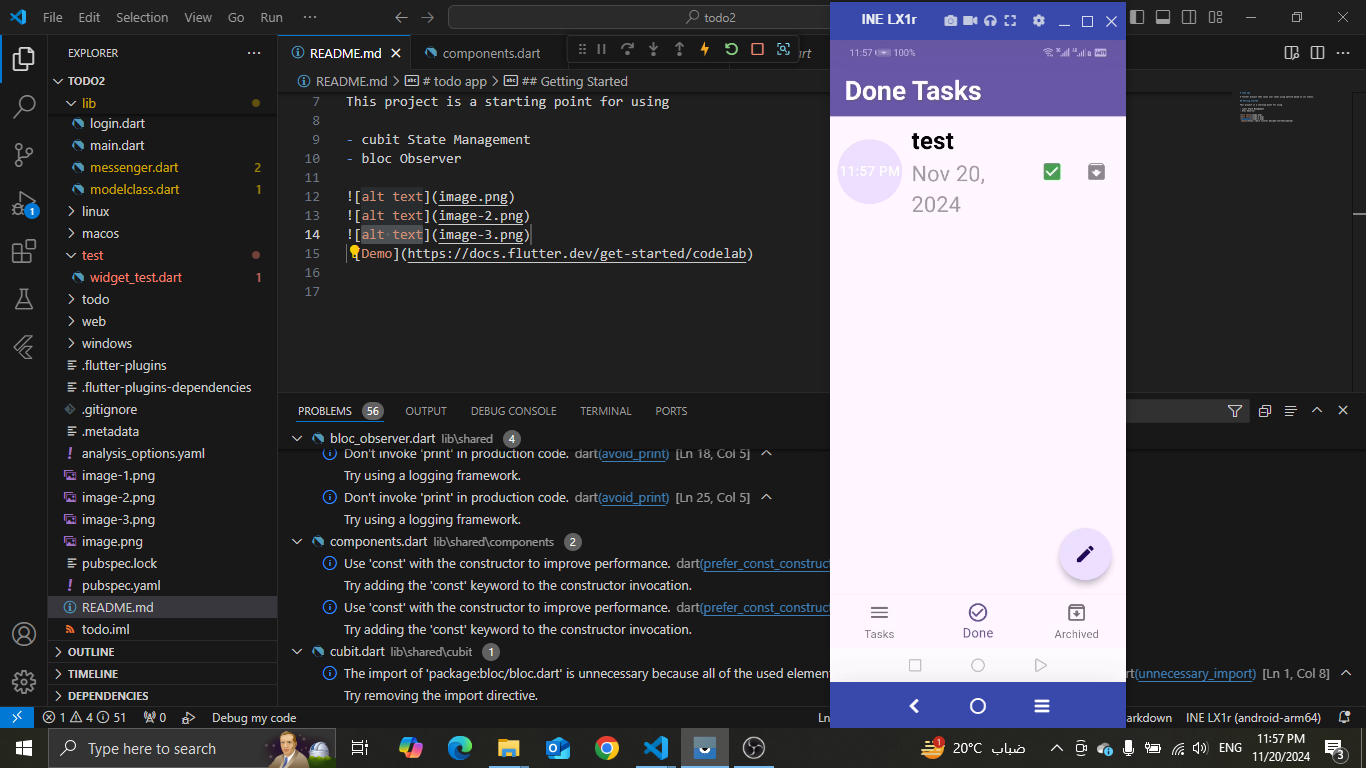 File Edit Selection View Go Run ···
todo2
EXPLORER ···
TODO2
lib
login.dart
main.dart
messenger.dart 2
modelclass.dart 1
linux
macos
test
widget_test.dart 1
todo
web
windows
.flutter-plugins
.flutter-plugins-dependencies
.gitignore
.metadata
analysis_options.yaml
image-1.png
image-2.png
image-3.png
image.png
pubspec.lock
pubspec.yaml
README.md
todo.iml
OUTLINE
TIMELINE
DEPENDENCIES
1
README.md components.dart
README.md > # todo app > ## Getting Started
7 This project is a starting point for using
8
9 - cubit State Management
10 - bloc Observer
11
12 ![alt text](image.png)
13 ![alt text](image-2.png)
14 ![alt text](image-3.png)
15 [Demo](https://docs.flutter.dev/get-started/codelab)
16
17
PROBLEMS 56 OUTPUT DEBUG CONSOLE TERMINAL PORTS
bloc_observer.dart lib\shared 4
Don't invoke 'print' in production code. dart(avoid_print) [Ln 18, Col 5]
Try using a logging framework.
Don't invoke 'print' in production code. dart(avoid_print) [Ln 25, Col 5]
Try using a logging framework.
components.dart lib\shared\components 2
Use 'const' with the constructor to improve performance. dart(prefer_const_construct
Try adding the 'const' keyword to the constructor invocation.
Use 'const' with the constructor to improve performance. dart(prefer_const_construct
Try adding the 'const' keyword to the constructor invocation.
cubit.dart lib\shared\cubit 1
The import of 'package:bloc/bloc.dart' is unnecessary because all of the used elemen
rt(unnecessary_import) [Ln 1, Col 8]
Try removing the import directive.
INE LX1r
11:57 100%
Done Tasks
11:57 PM
test
Nov 20,
2024
Tasks Done Archived
1 4 51 0 Debug my code
Ln
arkdown INE LX1r (android-arm64)
Type here to search
1 20°C ضباب ENG
11:57 PM
11/20/2024
3